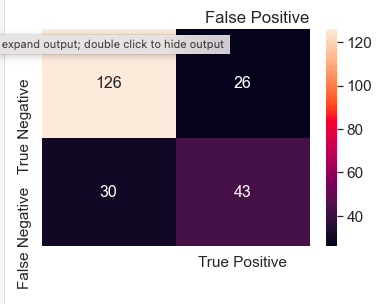 False Positive
expand output; double click to hide output
126
26
120
100
80
60
40
True Negative
30
43
False Negative
True Positive